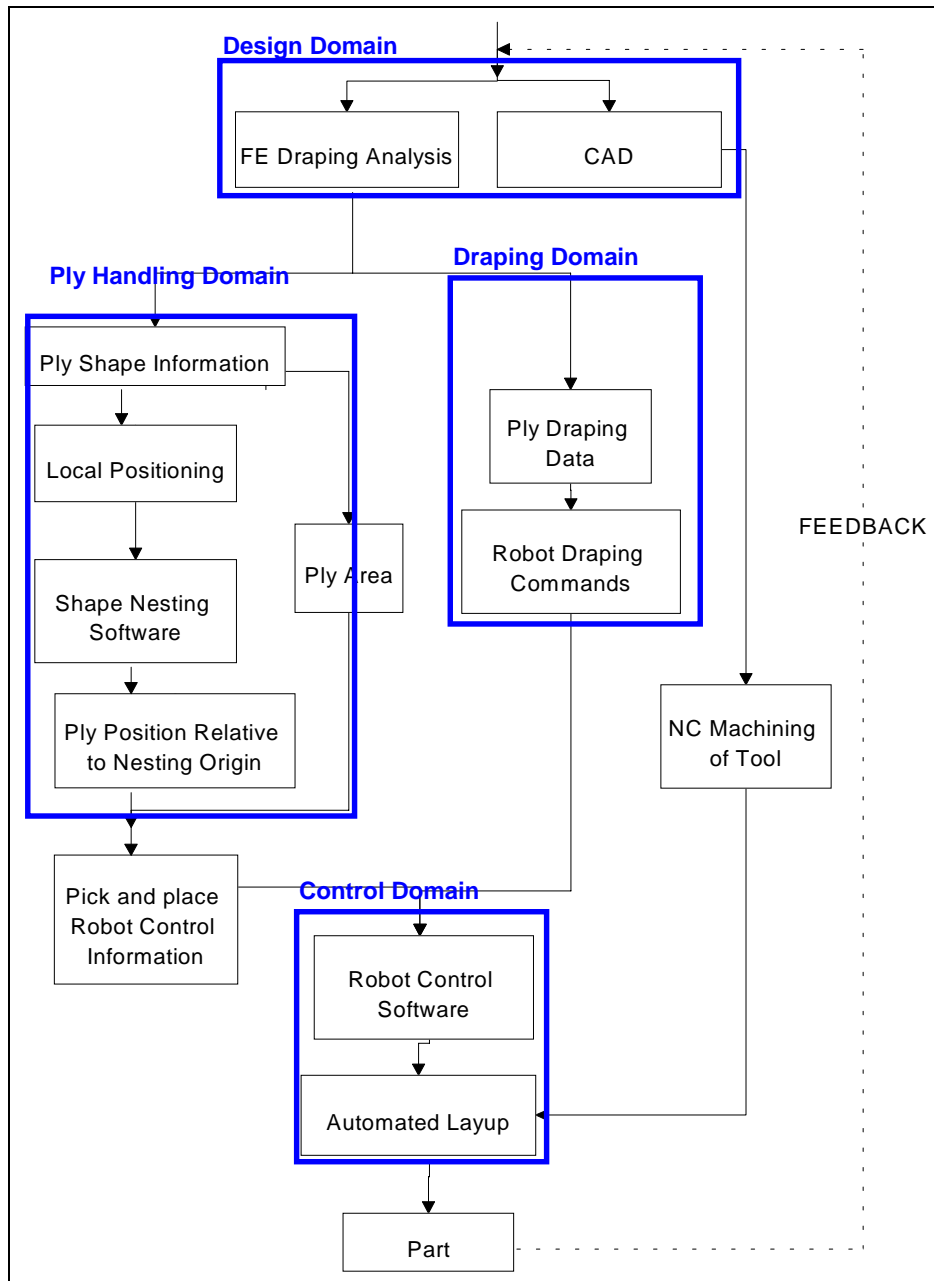 Design Domain
FE Draping Analysis
CAD
Ply Handling Domain
Draping Domain
Ply Shape Information
Local Positioning
Ply Draping
Data
FEEDBACK
Ply Area
Robot Draping
Commands
Shape Nesting
Software
Ply Position Relative
to Nesting Origin
NC Machining
of Tool
Pick and place
Robot Control
Information
Control Domain
Robot Control
Software
Automated Layup
Part